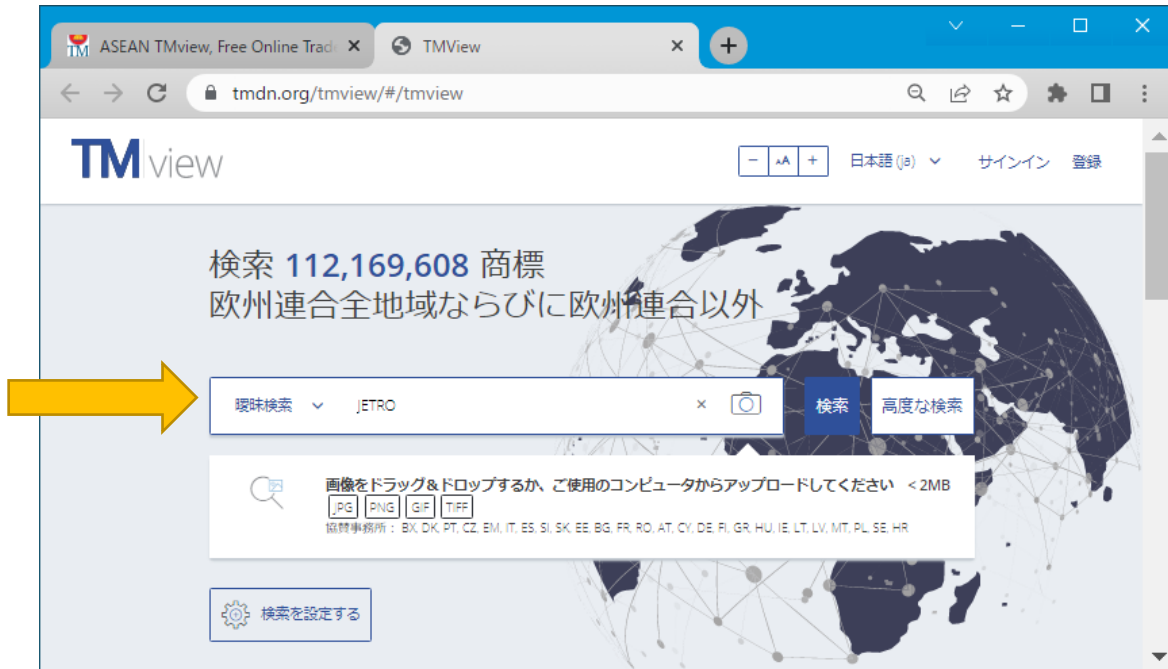 ASEAN TMview, Free Online Trad
TMView
tmdn.org/tmview/#/tmview
TMview
- AA + 日本語 (ja) サインイン 登録
検索 112,169,608 商標
欧州連合全地域ならびに欧州連合以外
曖昧検索 JETRO × 検索 高度な検索
画像をドラッグ&ドロップするか、ご使用のコンピュータからアップロードしてください < 2MB
JPG PNG GIF TIFF
協賛事務所： BX, DK, PT, CZ, EM, IT, ES, SI, SK, EE, BG, FR, RO, AT, CY, DE, FI, GR, HU, IE, LT, LV, MT, PL, SE, HR
検索を設定する